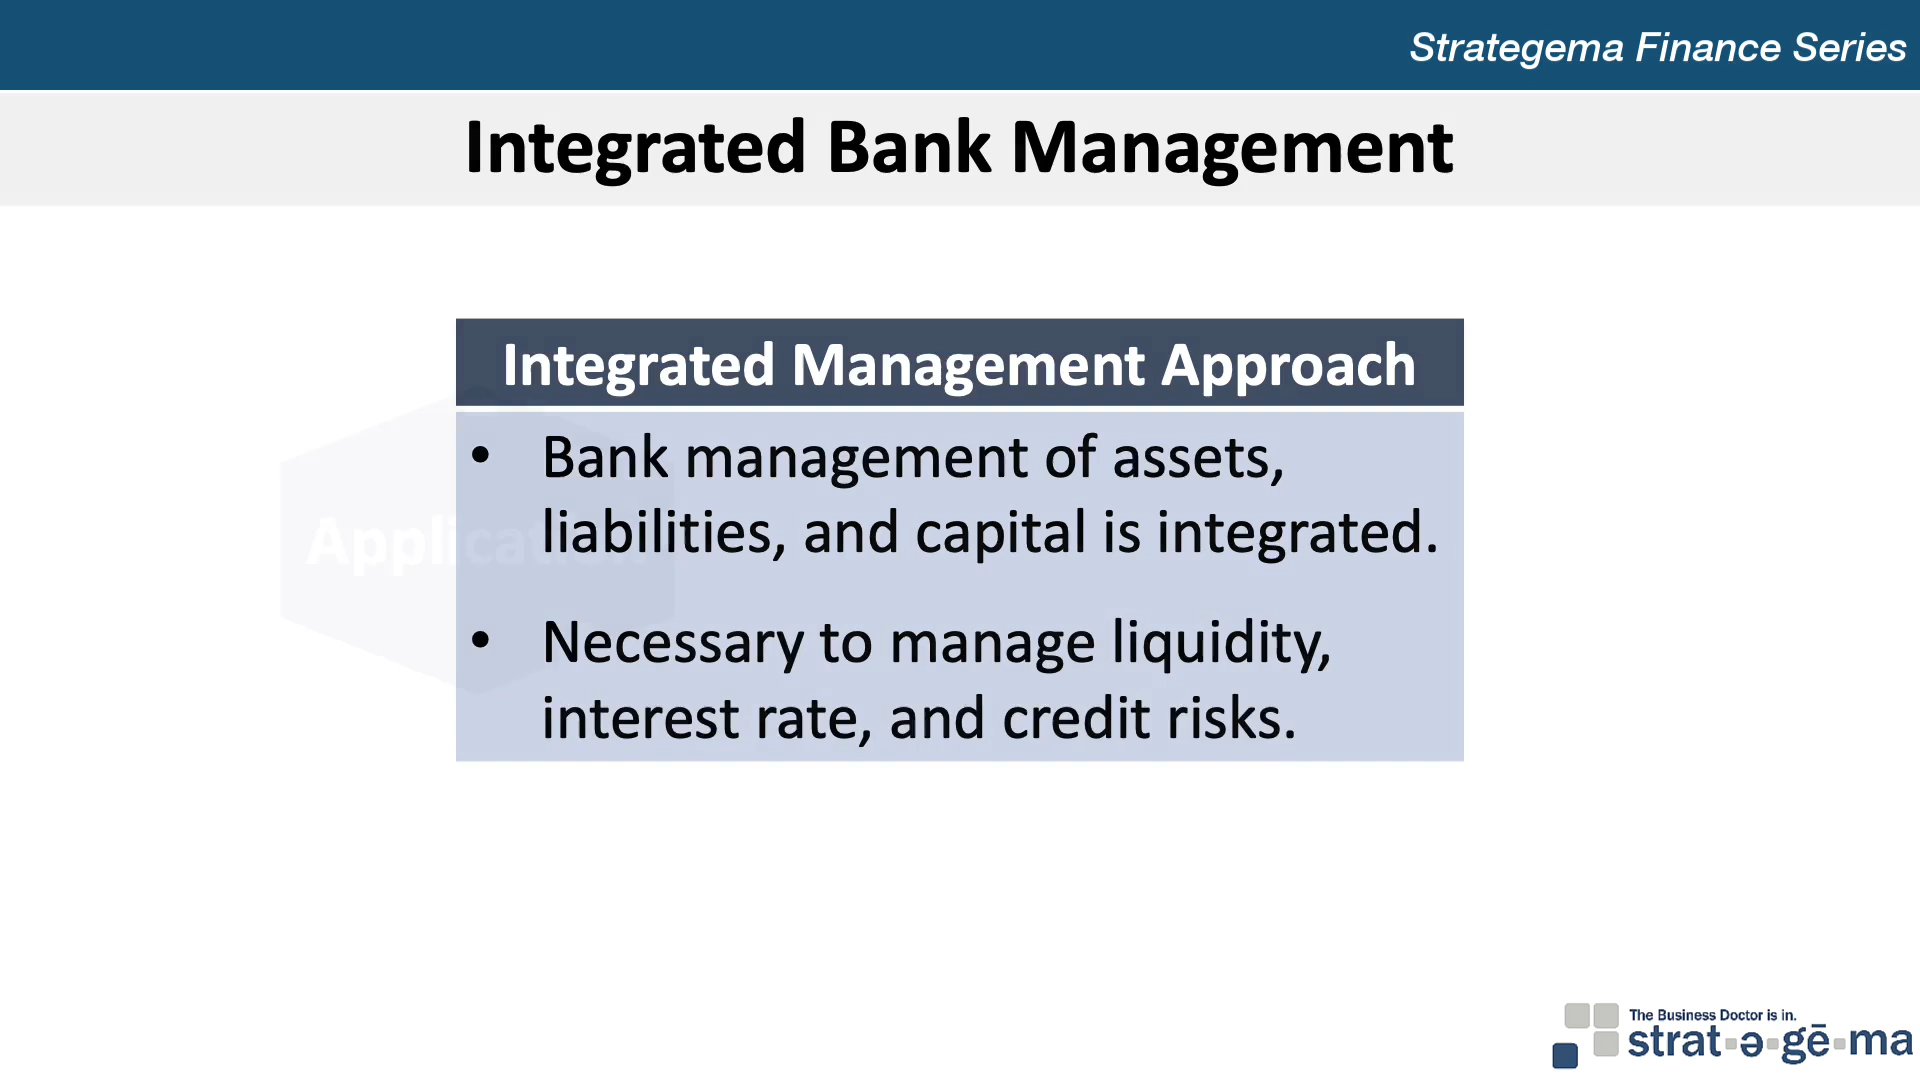 Strategema Finance Series
Integrated Bank Management
Integrated Management Approach
• Bank management of assets,
liabilities, and capital is integrated.
Application
• Necessary to manage liquidity,
interest rate, and credit risks.
The Business Doctor is in.
strat▪ə▪gē▪ma